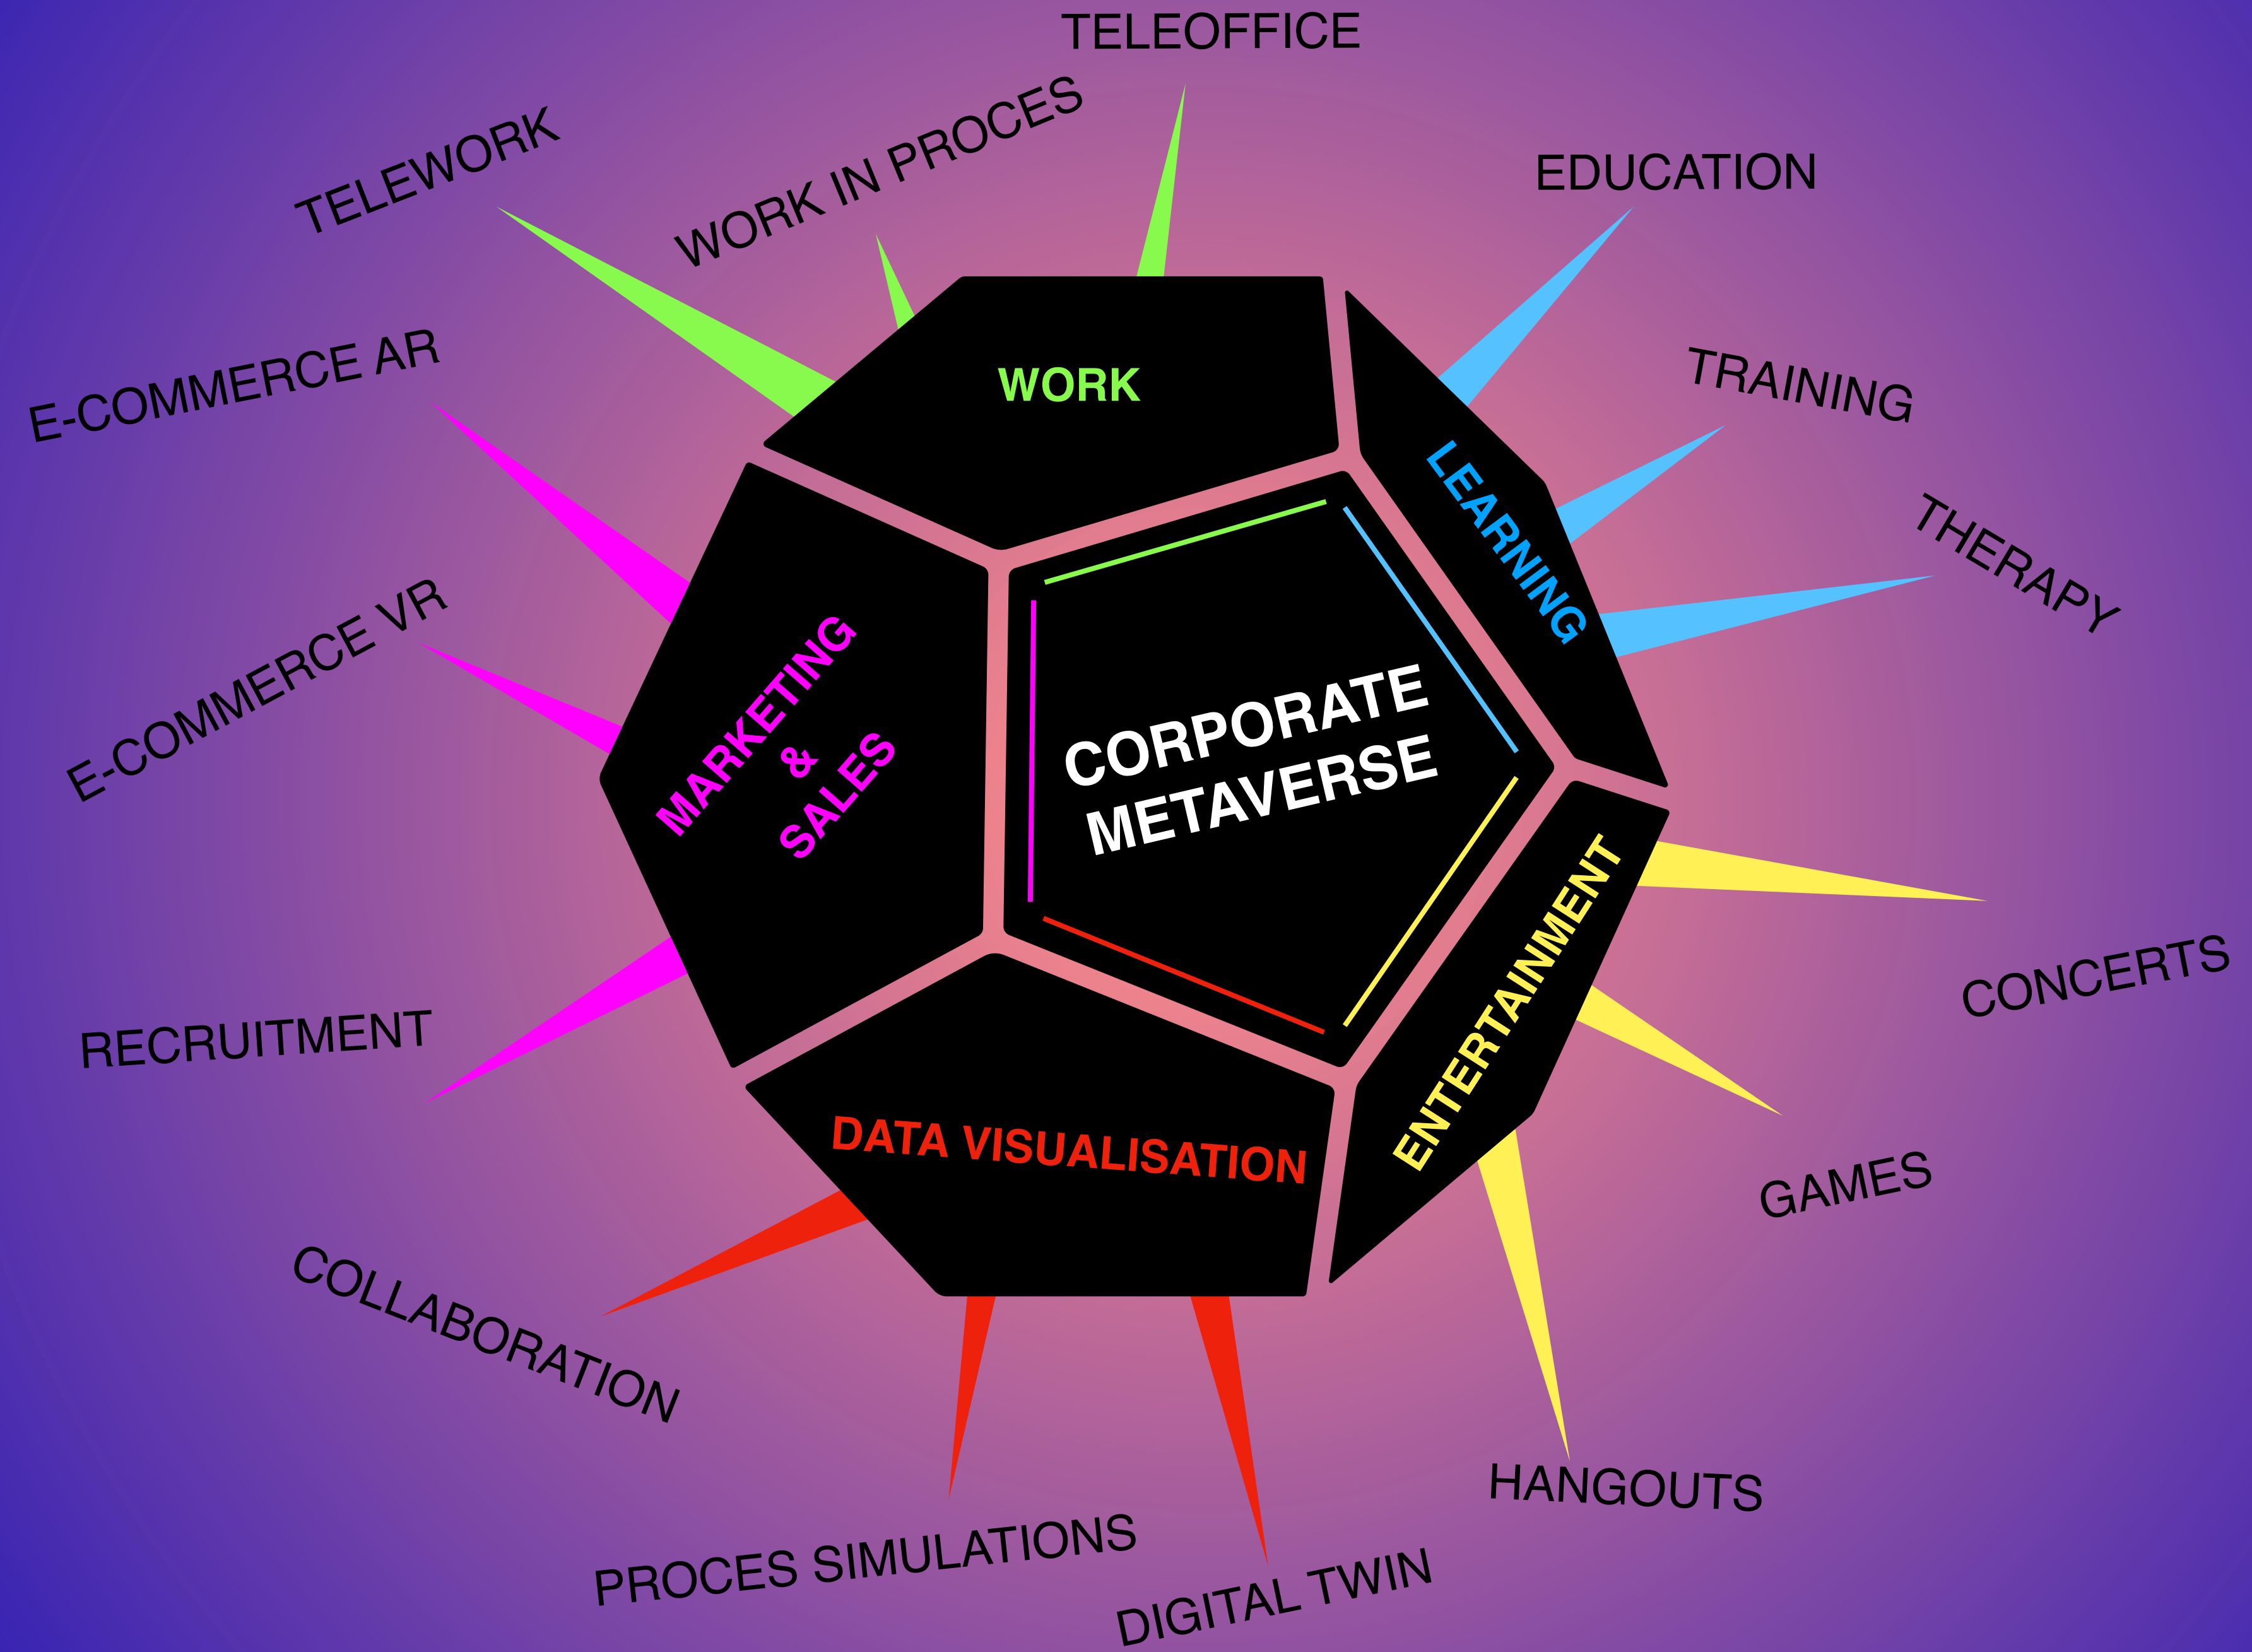 TELEOFFICE
WORK IN PROCES
TELEWORK
EDUCATION
E-COMMERCE AR
TRAINING
WORK
LEARNING
THERAPY
E-COMMERCE VR
MARKETING
&
SALES
CORPORATE
METAVERSE
ENTERTAINMENT
CONCERTS
RECRUITMENT
DATA VISUALISATION
GAMES
COLLABORATION
HANGOUTS
PROCES SIMULATIONS
DIGITAL TWIN